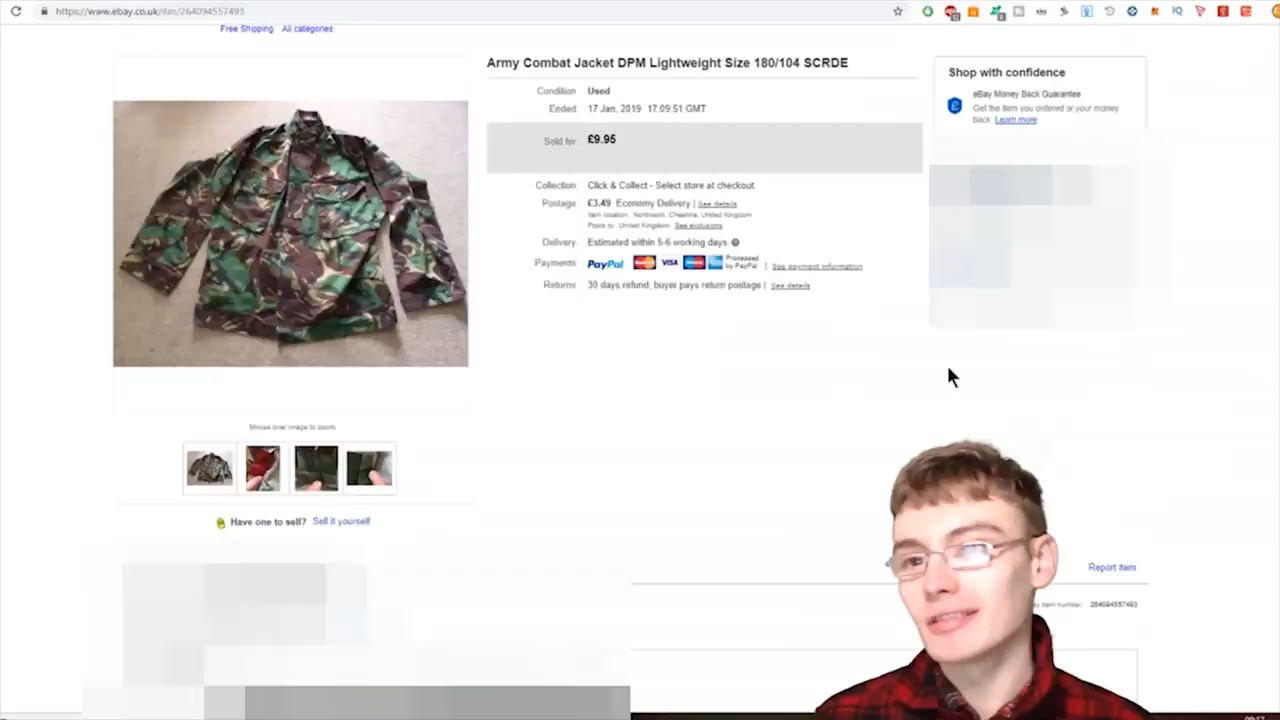 https://www.ebay.co.uk/itm/264094557493
Free Shipping All categories
Army Combat Jacket DPM Lightweight Size 180/104 SCRDE
Condition Used
Ended: 17 Jan, 2019 17:09:51 GMT
Sold for: £9.95
Collection: Click & Collect - Select store at checkout.
Postage: £3.49 Economy Delivery | See details
Item location: Northwich, Cheshire, United Kingdom
Posts to: United Kingdom See exclusions
Delivery: Estimated within 5-6 working days
Payments: PayPal VISA Processed by PayPal | See payment information
Returns: 30 days refund, buyer pays return postage | See details
Shop with confidence
eBay Money Back Guarantee
Get the item you ordered or your money
back. Learn more
Mouse over image to zoom
Have one to sell? Sell it yourself
Report item
item number: 264094557493